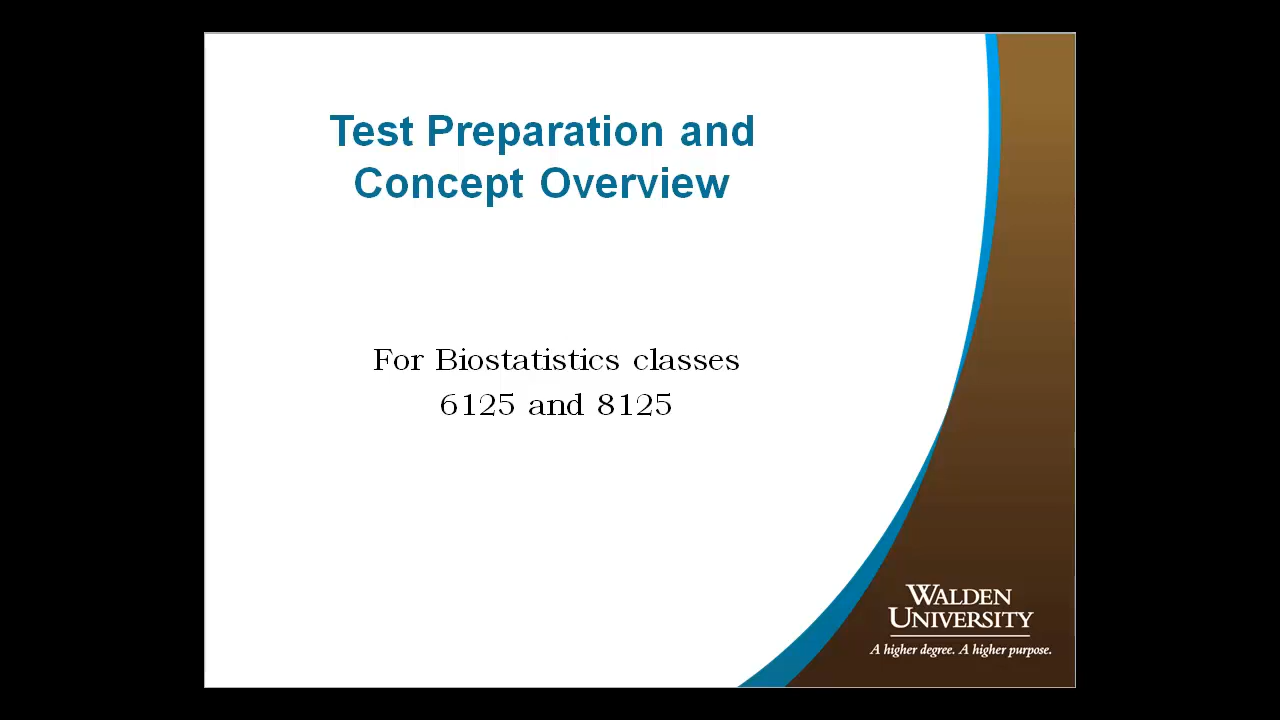 Test Preparation and
Concept Overview
For Biostatistics classes
6125 and 8125
WALDEN
UNIVERSITY
A higher degree. A higher purpose.